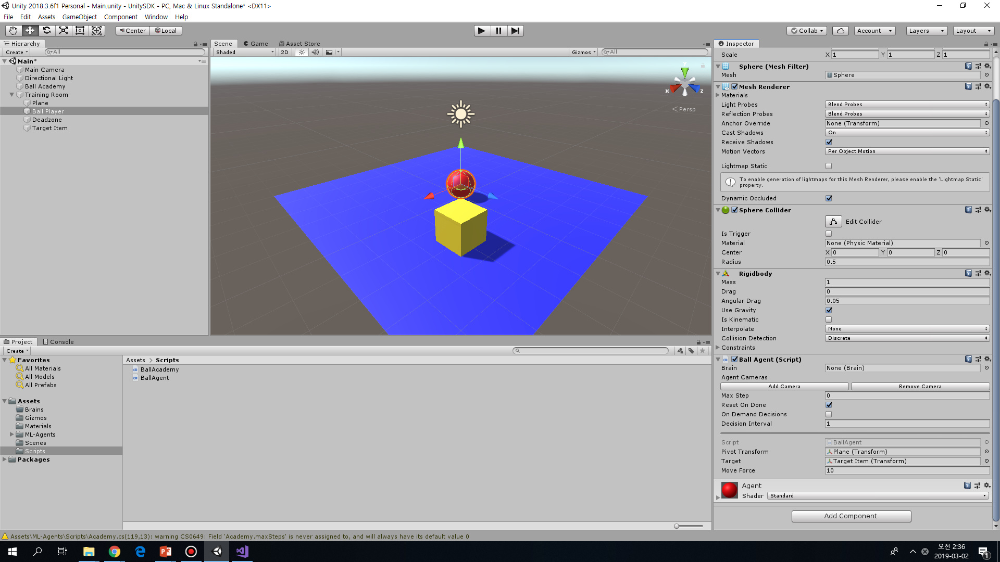 Unity 2018.3.6f1 Personal - Main.unity - UnitySDK - PC, Mac & Linux Standalone* <DX11>
File Edit Assets GameObject Component Window Help
Center Local
Collab Account Layers Layout
Hierarchy
Create All
Main*
Main Camera
Directional Light
Ball Academy
Training Room
Plane
Ball Player
Deadzone
Target Item
Scene Game Asset Store
Shaded 2D Gizmos All
y
x z
Persp
Inspector
Scale X 1 Y 1 Z 1
Sphere (Mesh Filter)
Mesh Sphere
Mesh Renderer
Materials
Light Probes Blend Probes
Reflection Probes Blend Probes
Anchor Override None (Transform)
Cast Shadows On
Receive Shadows
Motion Vectors Per Object Motion
Lightmap Static
To enable generation of lightmaps for this Mesh Renderer, please enable the 'Lightmap Static'
property.
Dynamic Occluded
Sphere Collider
Edit Collider
Is Trigger
Material None (Physic Material)
Center X 0 Y 0 Z 0
Radius 0.5
Rigidbody
Mass 1
Drag 0
Angular Drag 0.05
Use Gravity
Is Kinematic
Interpolate None
Collision Detection Discrete
Constraints
Ball Agent (Script)
Brain None (Brain)
Agent Cameras
Add Camera Remove Camera
Max Step 0
Reset On Done
On Demand Decisions
Decision Interval 1
Script BallAgent
Pivot Transform Plane (Transform)
Target Target Item (Transform)
Move Force 10
Agent
Shader Standard
Add Component
Project Console
Create
Favorites
All Materials
All Models
All Prefabs
Assets
Brains
Gizmos
Materials
ML-Agents
Scenes
Scripts
Packages
Assets > Scripts
BallAcademy
BallAgent
Assets\ML-Agents\Scripts\Academy.cs(119,13): warning CS0649: Field 'Academy.maxSteps' is never assigned to, and will always have its default value 0
오전 2:36
2019-03-02
1